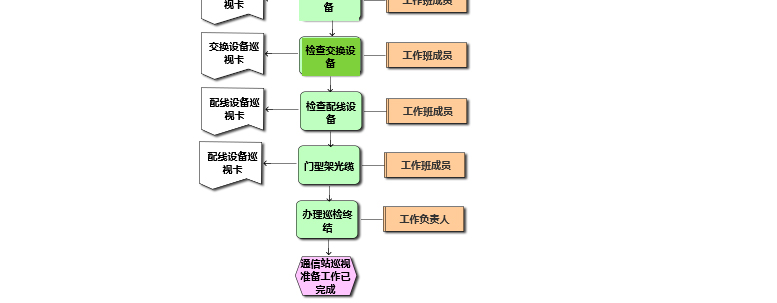 视卡
备
工作班成员
交换设备巡
视卡
检查交换设
备
工作班成员
配线设备巡
视卡
检查配线设
备
工作班成员
配线设备巡
视卡
门型架光缆
工作班成员
办理巡检终
结
工作负责人
通信站巡视
准备工作已
完成